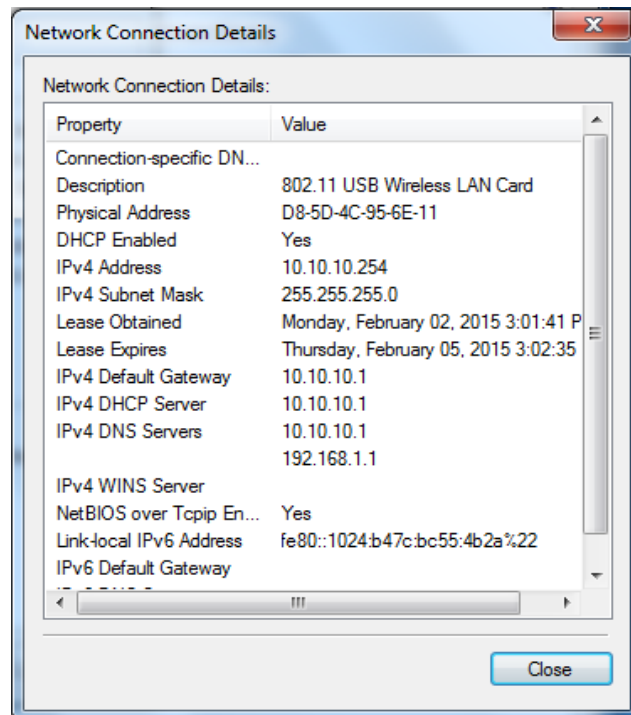 Network Connection Details
Network Connection Details:
Property Value
Connection-specific DN...
Description 802.11 USB Wireless LAN Card
Physical Address D8-5D-4C-95-6E-11
DHCP Enabled Yes
IPv4 Address 10.10.10.254
IPv4 Subnet Mask 255.255.255.0
Lease Obtained Monday, February 02, 2015 3:01:41 P
Lease Expires Thursday, February 05, 2015 3:02:35
IPv4 Default Gateway 10.10.10.1
IPv4 DHCP Server 10.10.10.1
IPv4 DNS Servers 10.10.10.1
192.168.1.1
IPv4 WINS Server
NetBIOS over Tcpip En... Yes
Link-local IPv6 Address fe80::1024:b47c:bc55:4b2a%22
IPv6 Default Gateway
Close